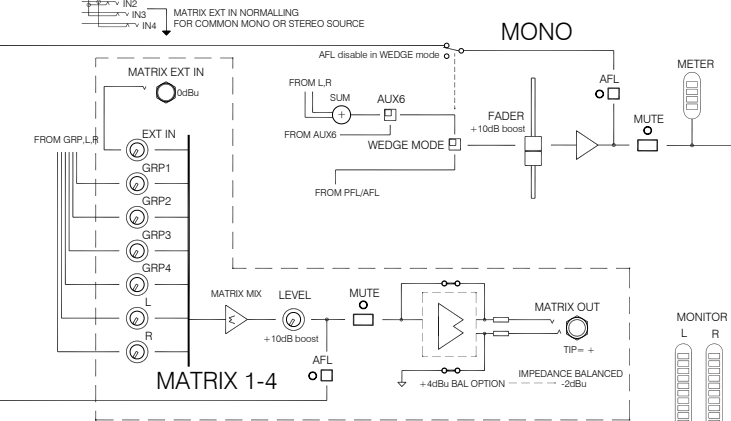 IN2
IN3
IN4
MATRIX EXT IN NORMALLING
FOR COMMON MONO OR STEREO SOURCE
MONO
AFL disable in WEDGE mode
MATRIX EXT IN
0dBu
FROM L,R
SUM
AUX6
FROM AUX6
WEDGE MODE
FROM PFL/AFL
FADER
+10dB boost
AFL
MUTE
METER
FROM GRP,L,R
EXT IN
GRP1
GRP2
GRP3
GRP4
L
R
MATRIX 1-4
MATRIX MIX
Σ
LEVEL
+10dB boost
AFL
MUTE
MATRIX OUT
TIP= +
IMPEDANCE BALANCED
+4dBu BAL OPTION
-2dBu
MONITOR
L R